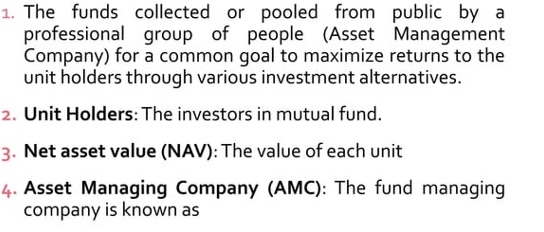 1. The funds collected or pooled from public by a
professional group of people (Asset Management
Company) for a common goal to maximize returns to the
unit holders through various investment alternatives.
2. Unit Holders: The investors in mutual fund.
3. Net asset value (NAV): The value of each unit
4. Asset Managing Company (AMC): The fund managing
company is known as